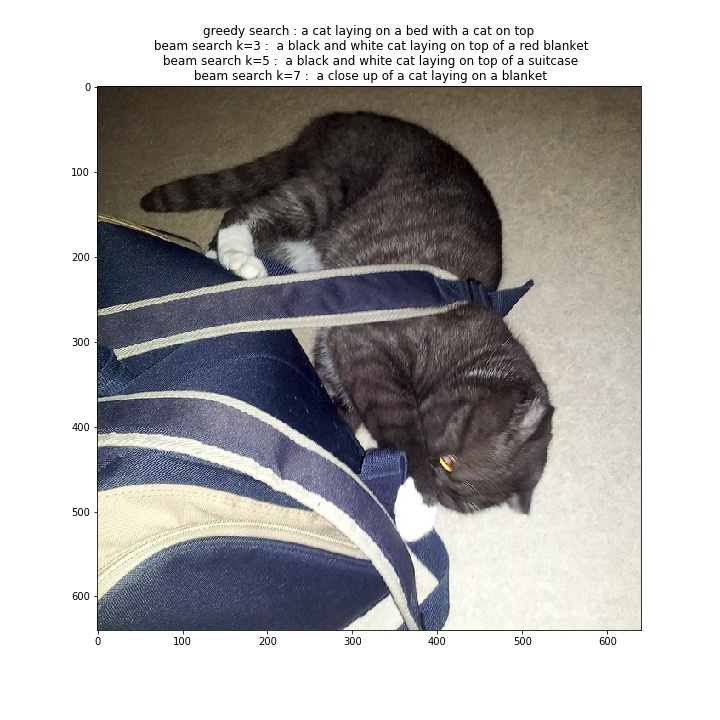 greedy search : a cat laying on a bed with a cat on top
beam search k=3 :  a black and white cat laying on top of a red blanket
beam search k=5 :  a black and white cat laying on top of a suitcase
beam search k=7 :  a close up of a cat laying on a blanket
0
100
200
300
400
500
600
0 100 200 300 400 500 600